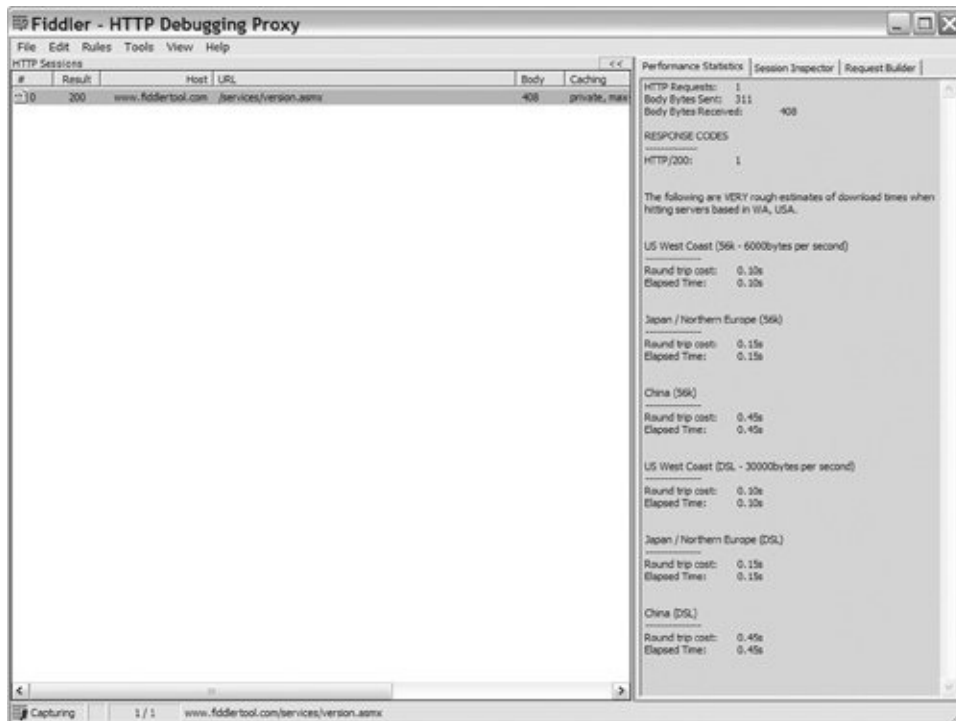 Fiddler - HTTP Debugging Proxy
File Edit Rules Tools View Help
HTTP Sessions <<
# Result Host URL Body Caching
0 200 www.fiddlertool.com /services/version.asmx 408 private, max
Performance Statistics Session Inspector Request Builder
HTTP Requests: 1
Body Bytes Sent: 311
Body Bytes Received: 408
RESPONSE CODES
--------------
HTTP/200: 1
The following are VERY rough estimates of download times when
hitting servers based in WA, USA.
US West Coast (56k - 6000bytes per second)
---------------
Round trip cost: 0.10s
Elapsed Time: 0.10s
Japan / Northern Europe (56k)
---------------
Round trip cost: 0.15s
Elapsed Time: 0.15s
China (56k)
---------------
Round trip cost: 0.45s
Elapsed Time: 0.45s
US West Coast (DSL - 30000bytes per second)
---------------
Round trip cost: 0.10s
Elapsed Time: 0.10s
Japan / Northern Europe (DSL)
---------------
Round trip cost: 0.15s
Elapsed Time: 0.15s
China (DSL)
---------------
Round trip cost: 0.45s
Elapsed Time: 0.45s
Capturing 1 / 1 www.fiddlertool.com/services/version.asmx